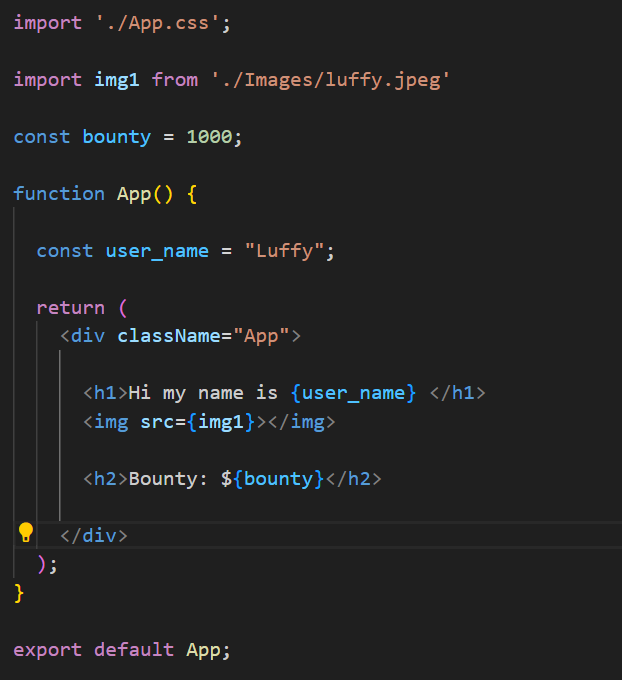 import './App.css';
import img1 from './Images/luffy.jpeg'
const bounty = 1000;
function App() {
const user_name = "Luffy";
return (
<div className="App">
<h1>Hi my name is {user_name} </h1>
<img src={img1}></img>
<h2>Bounty: ${bounty}</h2>
</div>
);
}
export default App;